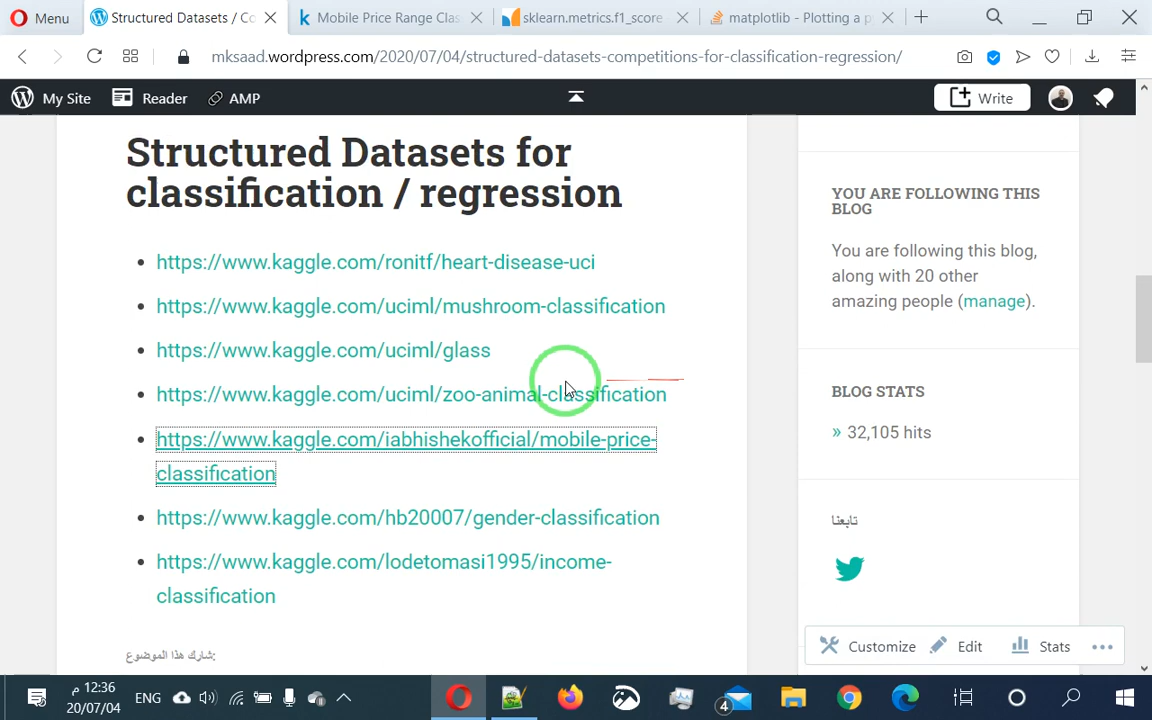 Menu
Structured Datasets / Co
Mobile Price Range Clas
sklearn.metrics.f1_score
matplotlib - Plotting a p
mksaad.wordpress.com/2020/07/04/structured-datasets-competitions-for-classification-regression/
My Site
Reader
AMP
Write
Structured Datasets for
classification / regression
https://www.kaggle.com/ronitf/heart-disease-uci
https://www.kaggle.com/uciml/mushroom-classification
https://www.kaggle.com/uciml/glass
https://www.kaggle.com/uciml/zoo-animal-classification
https://www.kaggle.com/iabhishekofficial/mobile-price-
classification
https://www.kaggle.com/hb20007/gender-classification
https://www.kaggle.com/lodetomasi1995/income-
classification
شارك هذا الموضوع:
YOU ARE FOLLOWING THIS
BLOG
You are following this blog,
along with 20 other
amazing people (manage).
BLOG STATS
» 32,105 hits
تابعنا
Customize
Edit
Stats
12:36 م
20/07/04
ENG
4